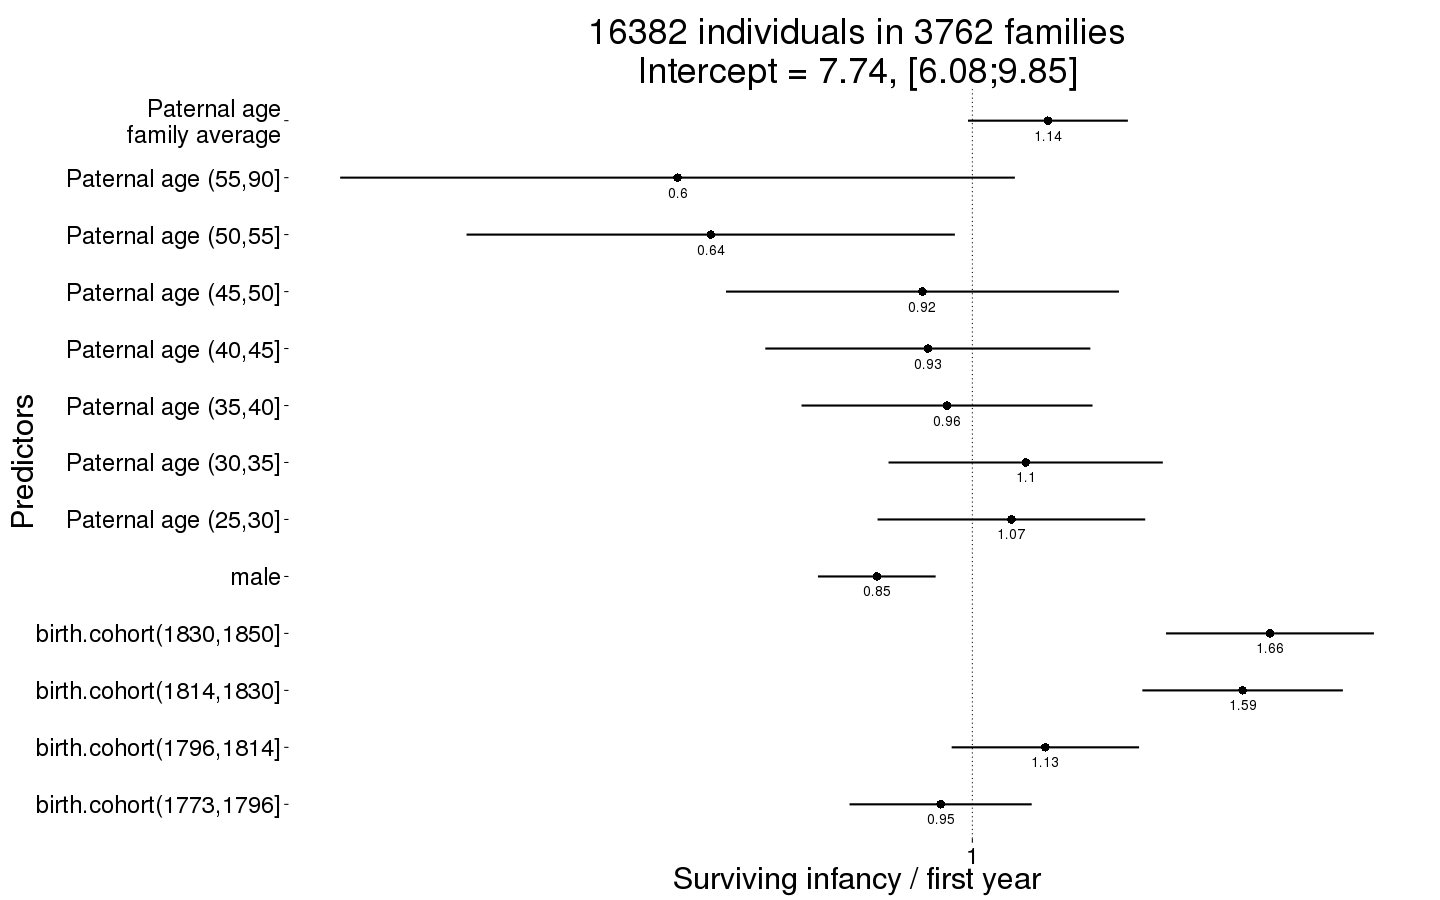 16382 individuals in 3762 families
Intercept = 7.74, [6.08;9.85]
Paternal age
family average
1.14
Paternal age (55,90]
0.6
Paternal age (50,55]
0.64
Paternal age (45,50]
0.92
Paternal age (40,45]
0.93
Paternal age (35,40]
0.96
Paternal age (30,35]
1.1
Paternal age (25,30]
1.07
male
0.85
birth.cohort(1830,1850]
1.66
birth.cohort(1814,1830]
1.59
birth.cohort(1796,1814]
1.13
birth.cohort(1773,1796]
0.95
Predictors
1
Surviving infancy / first year